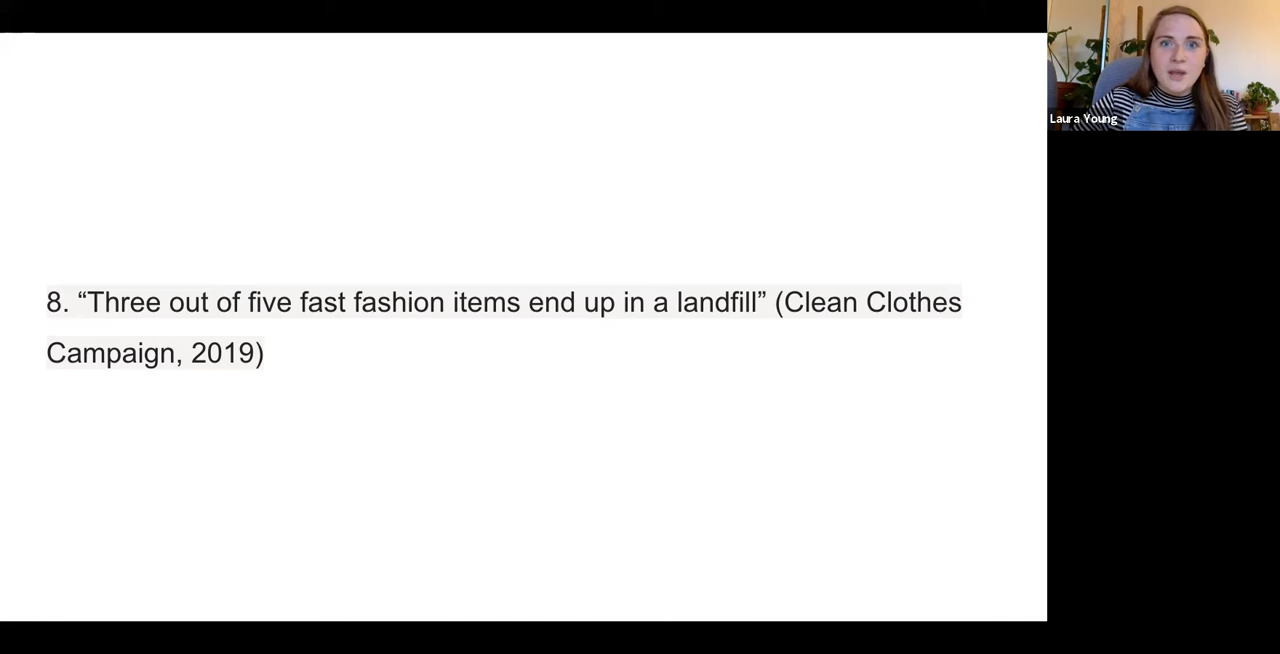 8. “Three out of five fast fashion items end up in a landfill” (Clean Clothes
Campaign, 2019)
Laura Young